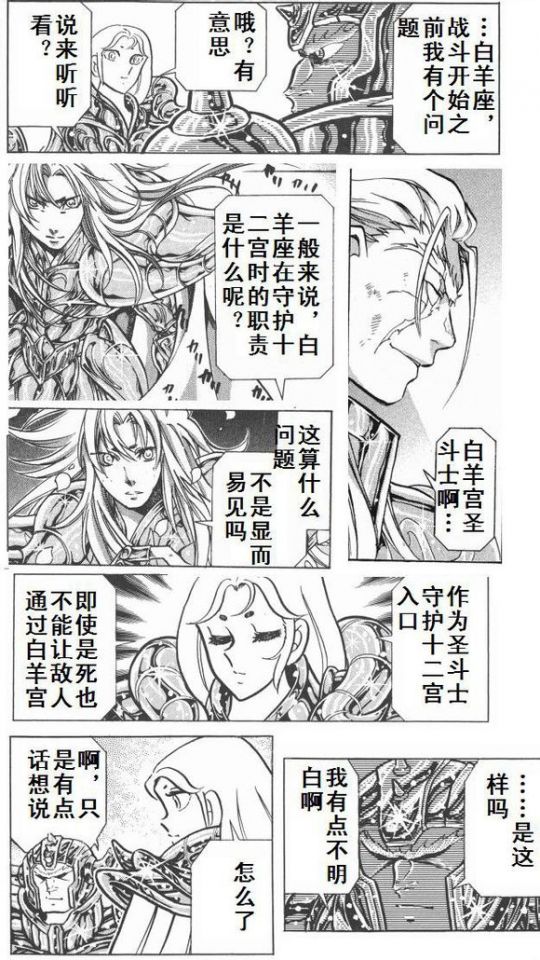 …白羊座，
战斗开始之
前我有个问
题
哦？有
意思
说来听听
看？
白羊宫圣
斗士啊…
一般来说，白
羊座在守护十
二宫时的职责
是什么呢？
这算什么
问题
不是显而
易见吗
作为圣斗士
守护十二宫
入口
即使是死也
不能让敌人
通过白羊宫
……是这
样吗
我有点不明
白啊
怎么了
啊，只
是有点
话想说